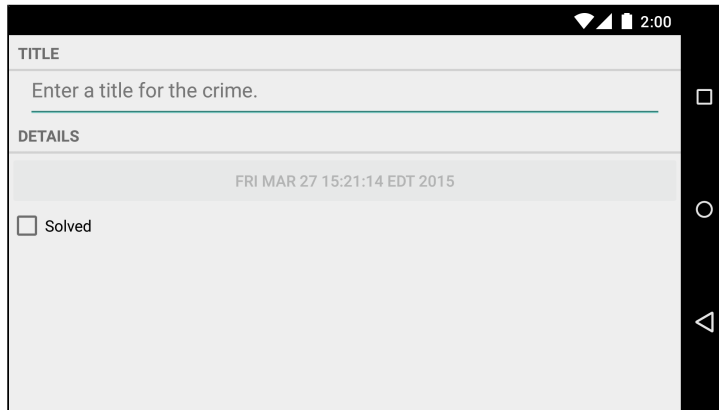 2:00
TITLE
Enter a title for the crime.
DETAILS
FRI MAR 27 15:21:14 EDT 2015
Solved